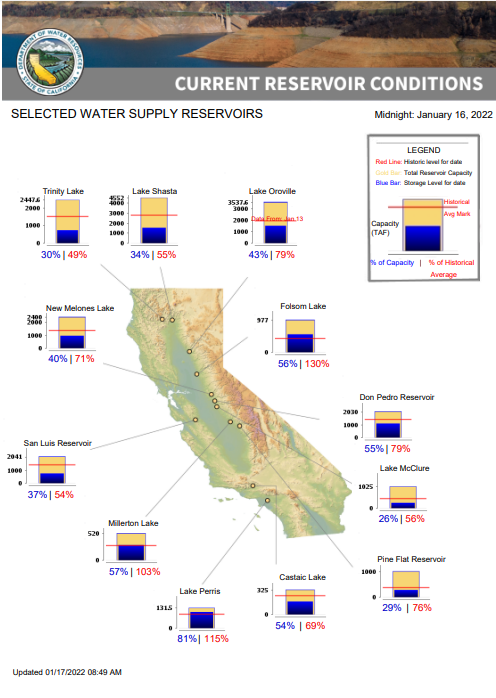 DEPARTMENT OF WATER RESOURCES
STATE OF CALIFORNIA
CURRENT RESERVOIR CONDITIONS
SELECTED WATER SUPPLY RESERVOIRS
Midnight: January 16, 2022
LEGEND
Red Line: Historic level for date
Gold Bar: Total Reservoir Capacity
Blue Bar: Storage Level for date
Historical
Avg Mark
Capacity
(TAF)
% of Capacity | % of Historical
Average
Trinity Lake
2447.6
2000
1000
0
30% | 49%
Lake Shasta
4552
4000
3000
2000
1000
0
34% | 55%
Lake Oroville
3537.6
3000
2000
1000
0
Data From: Jan 13
43% | 79%
New Melones Lake
2400
2000
1000
0
40% | 71%
Folsom Lake
977
0
56% | 130%
Don Pedro Reservoir
2030
1000
0
55% | 79%
San Luis Reservoir
2041
1000
0
37% | 54%
Lake McClure
1025
0
26% | 56%
Millerton Lake
520
0
57% | 103%
Pine Flat Reservoir
1000
0
29% | 76%
Lake Perris
131.5
0
81% | 115%
Castaic Lake
325
0
54% | 69%
Updated 01/17/2022 08:49 AM